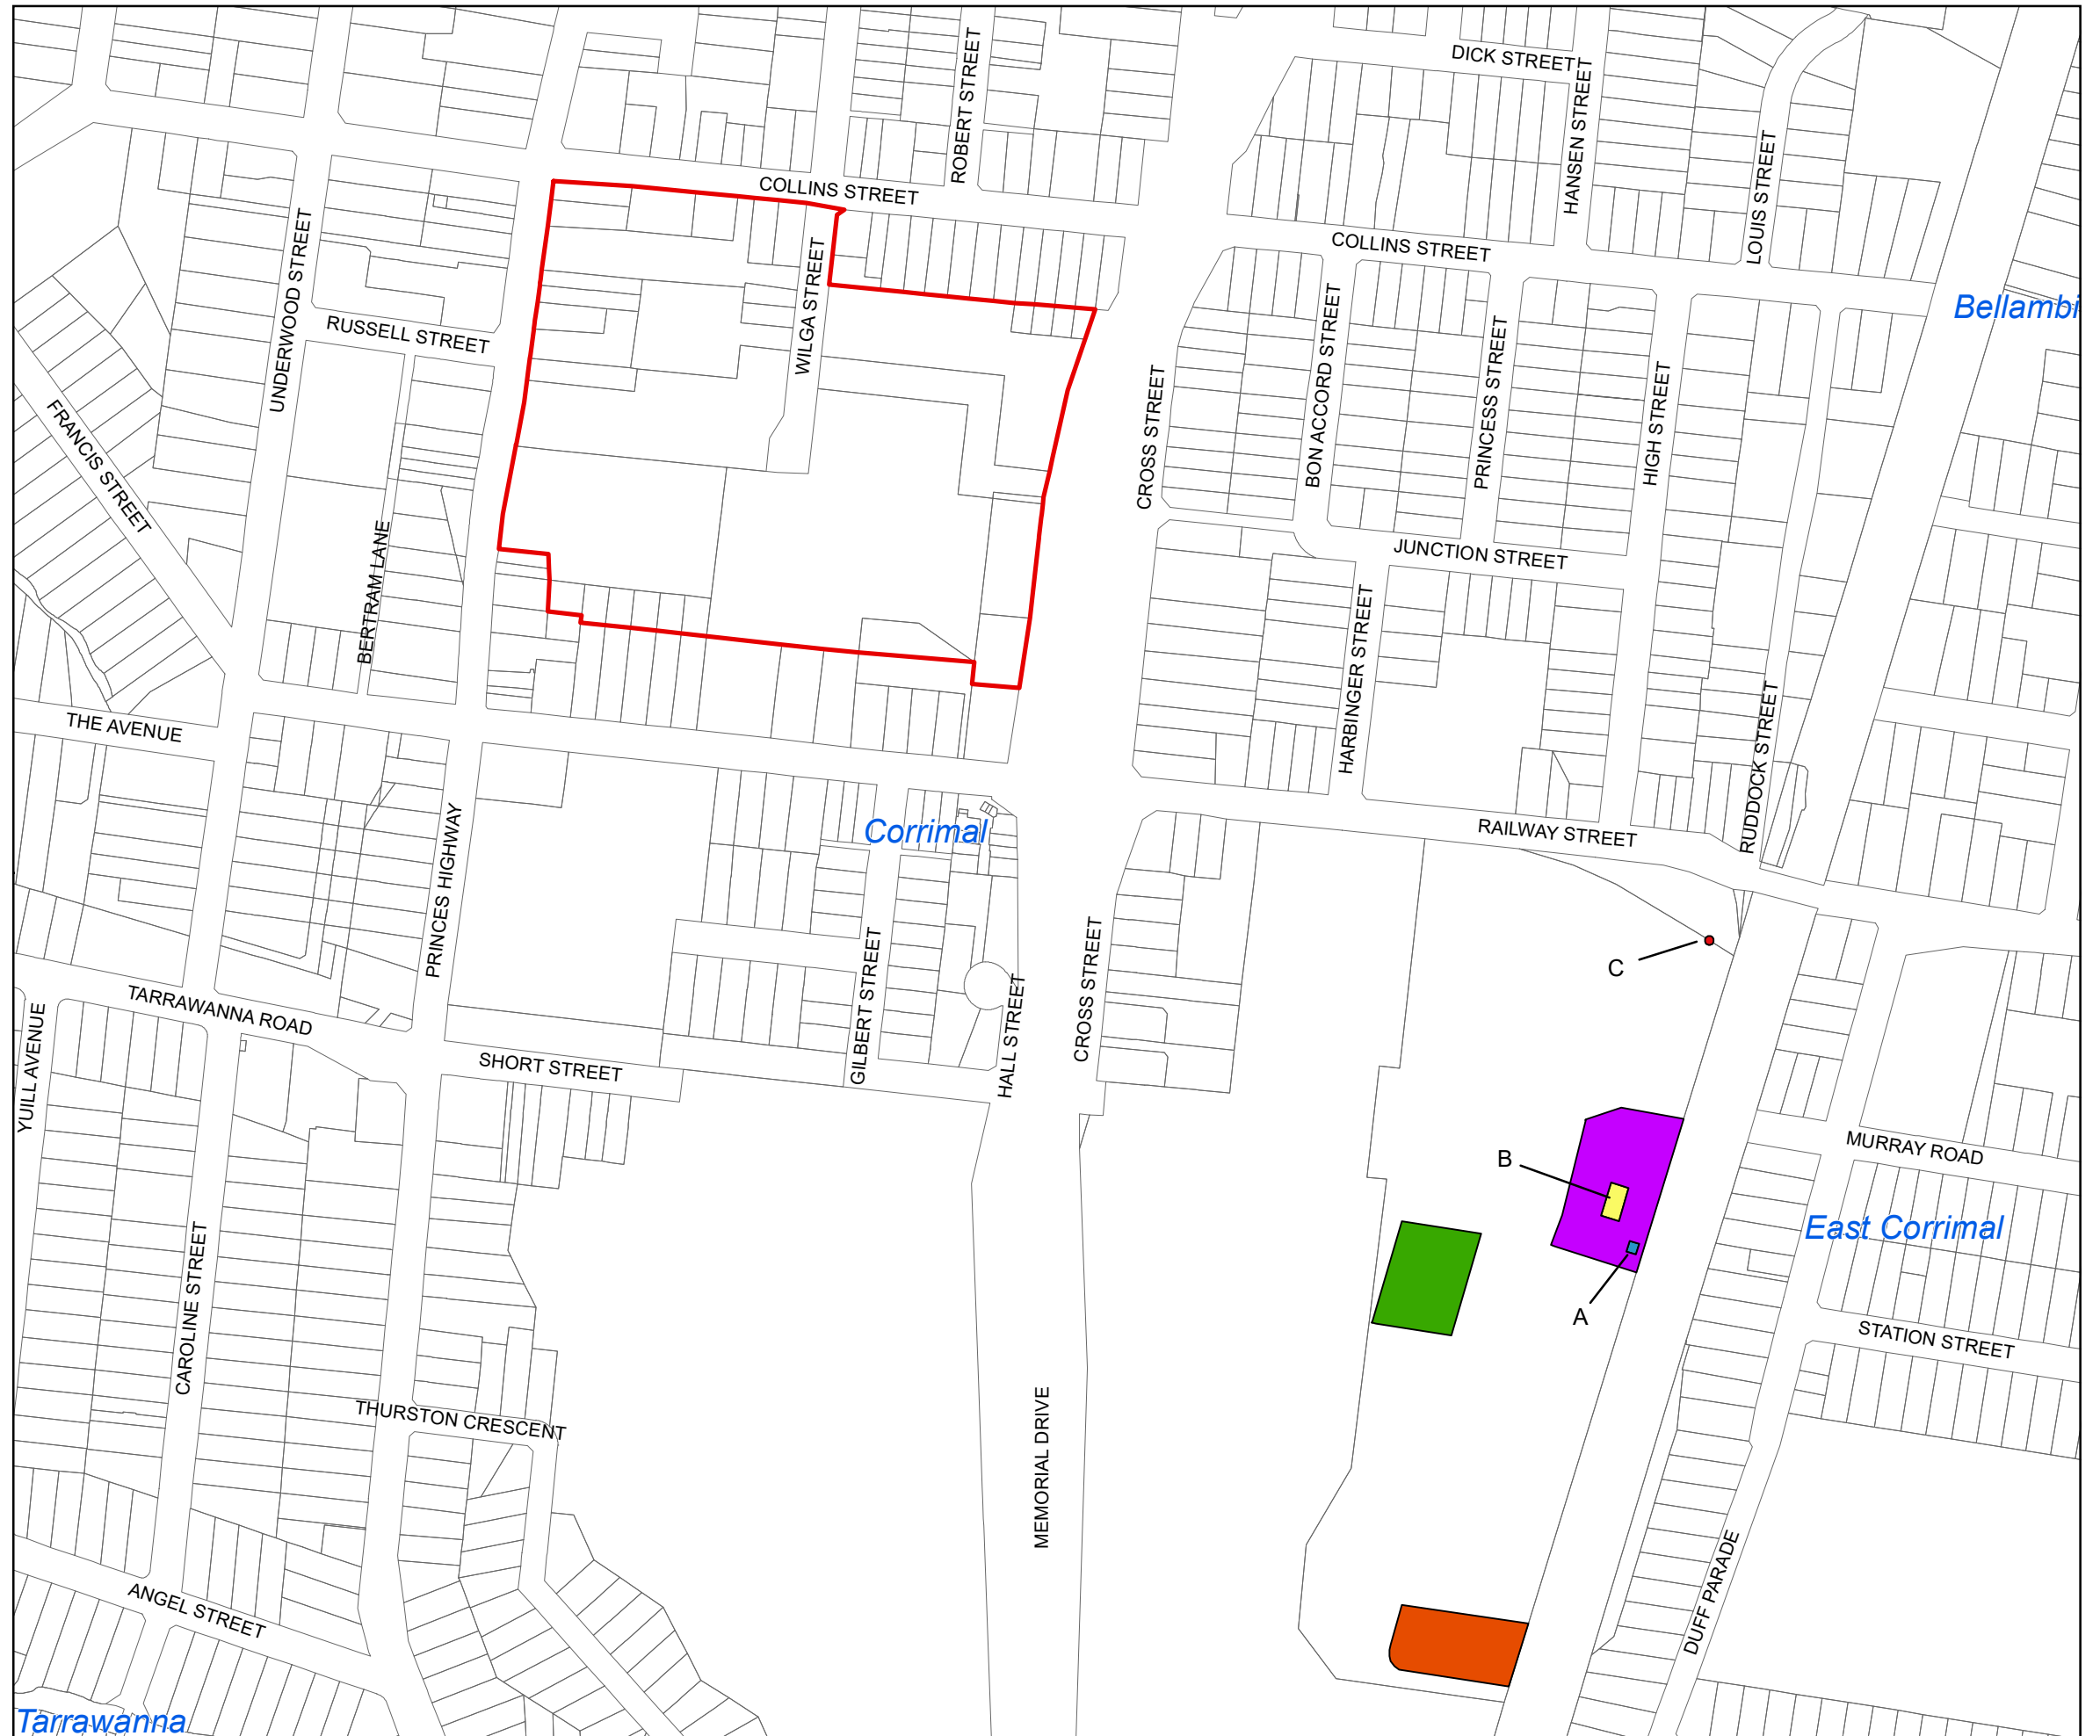 DICK STREET
ROBERT STREET
HANSEN STREET
LOUIS STREET
COLLINS STREET
COLLINS STREET
UNDERWOOD STREET
WILGA STREET
Bellambi
RUSSELL STREET
BON ACCORD STREET
PRINCESS STREET
HIGH STREET
CROSS STREET
FRANCIS STREET
JUNCTION STREET
BERTRAM LANE
HARBINGER STREET
THE AVENUE
RUDDOCK STREET
Corrimal
RAILWAY STREET
PRINCES HIGHWAY
C
GILBERT STREET
HALL STREET
CROSS STREET
TARRAWANNA ROAD
YUILL AVENUE
SHORT STREET
MURRAY ROAD
B
East Corrimal
A
CAROLINE STREET
STATION STREET
THURSTON CRESCENT
MEMORIAL DRIVE
DUFF PARADE
ANGEL STREET
Tarrawanna